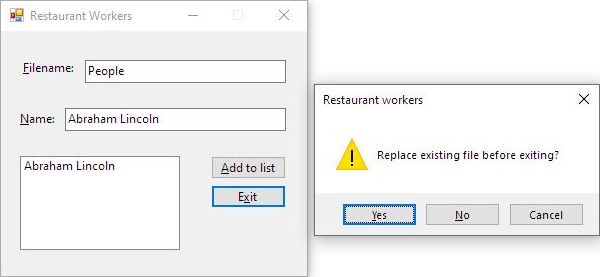 Restaurant Workers
Filename: People
Name: Abraham Lincoln
Abraham Lincoln
Add to list
Exit
Restaurant workers
Replace existing file before exiting?
Yes No Cancel